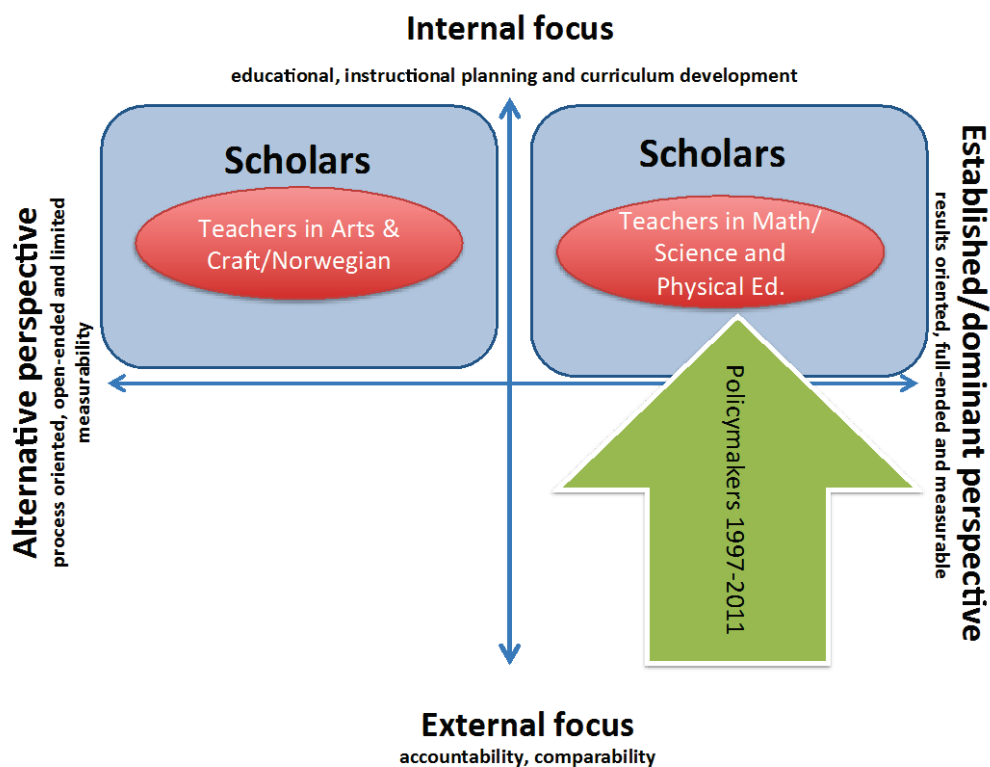 Internal focus
educational, instructional planning and curriculum development
Scholars
Teachers in Arts &
Craft/Norwegian
Scholars
Teachers in Math/
Science and
Physical Ed.
Alternative perspective
process oriented, open-ended and limited
measurability
Established/dominant perspective
results oriented, full-ended and measurable
Policymakers 1997-2011
External focus
accountability, comparability